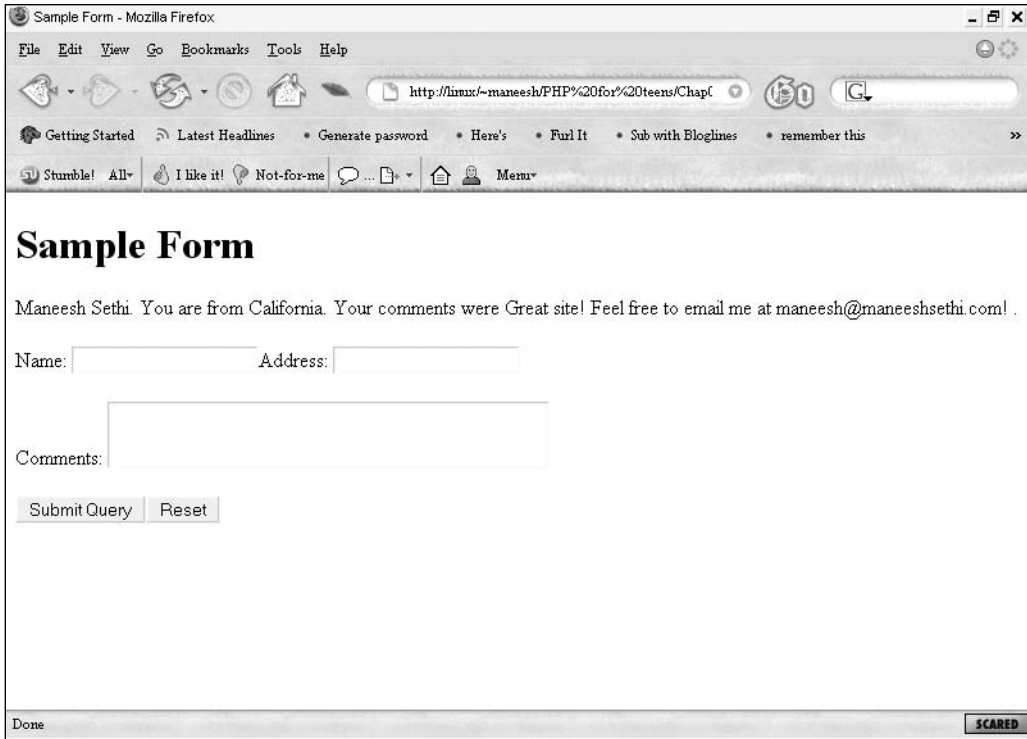 Sample Form - Mozilla Firefox
File Edit View Go Bookmarks Tools Help
http://linux/~maneesh/PHP%20for%20teens/Chap G
Getting Started Latest Headlines Generate password Here's Furl It Sub with Bloglines remember this »
Stumble! All I like it! Not-for-me ... Menu
Sample Form
Maneesh Sethi. You are from California. Your comments were Great site! Feel free to email me at maneesh@maneeshsethi.com! .
Name: Address:
Comments:
Submit Query Reset
Done SCARED